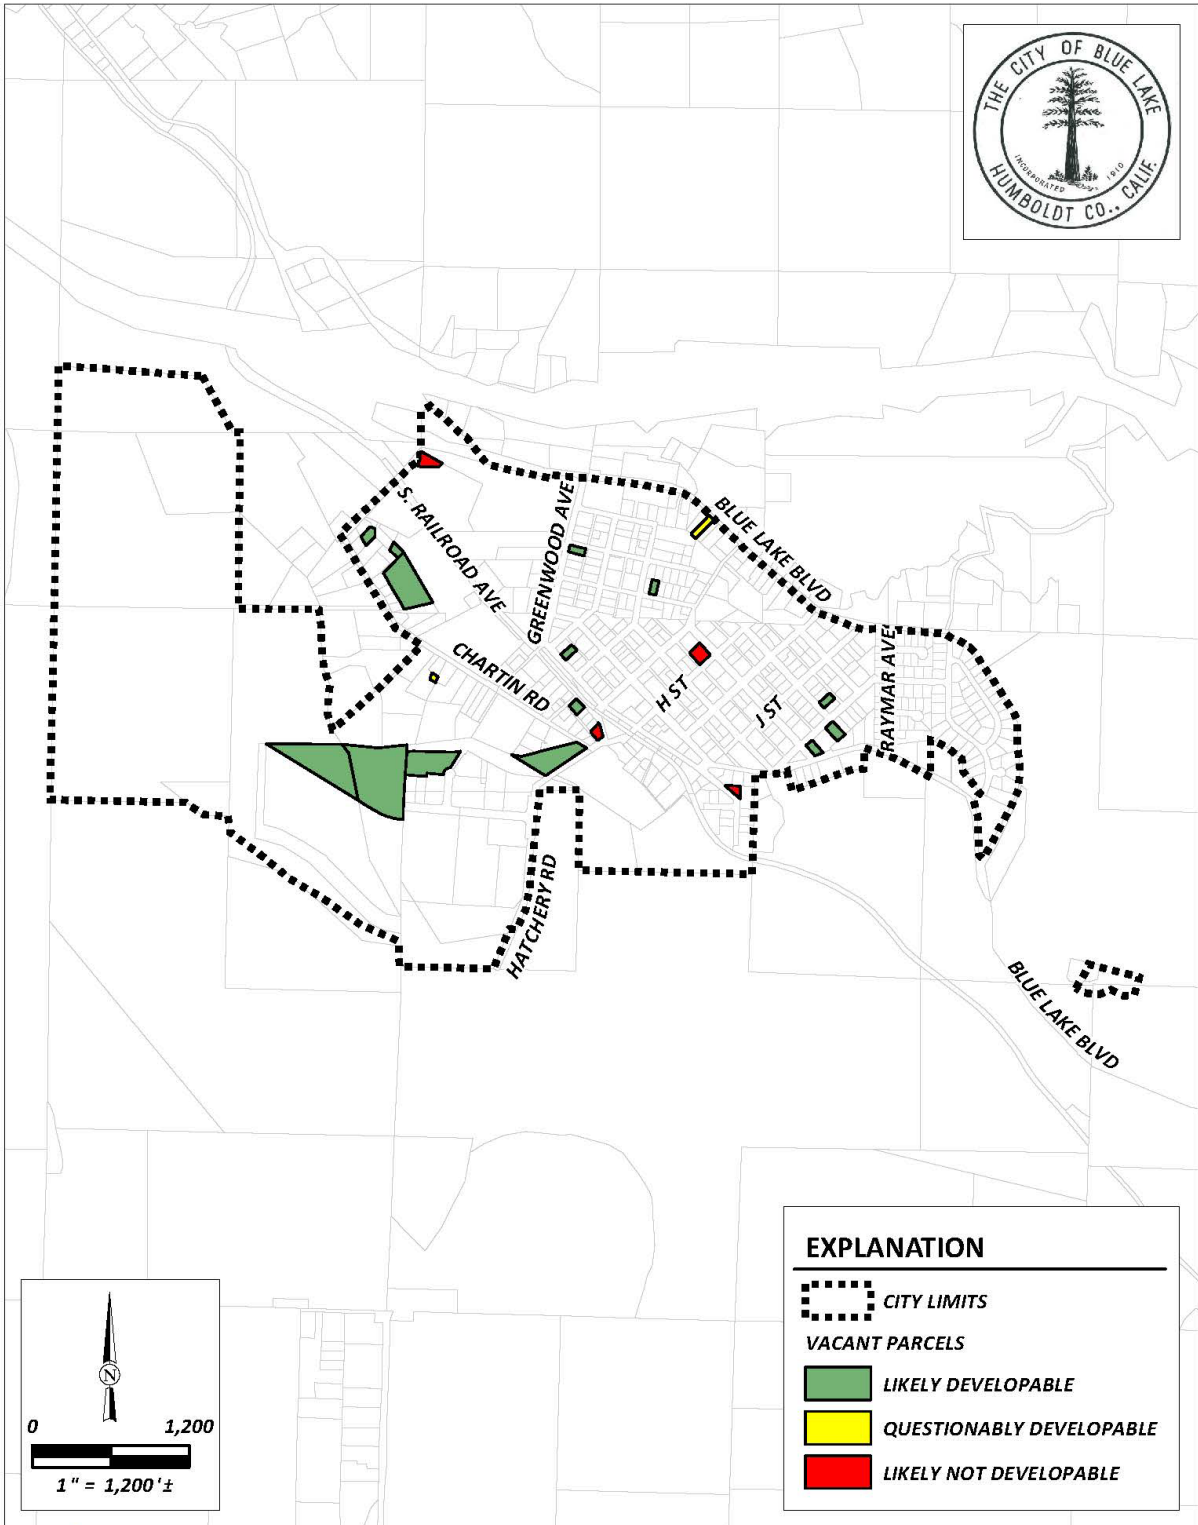 THE CITY OF BLUE LAKE
INCORPORATED 1910
HUMBOLDT CO., CALIF.
BLUE LAKE BLVD
S. RAILROAD AVE
GREENWOOD AVE
RAYMAR AVE
CHARTIN RD
H ST
J ST
HATCHERY RD
BLUE LAKE BLVD
EXPLANATION
CITY LIMITS
VACANT PARCELS
LIKELY DEVELOPABLE
QUESTIONABLY DEVELOPABLE
LIKELY NOT DEVELOPABLE
N
0 1,200
1" = 1,200'±